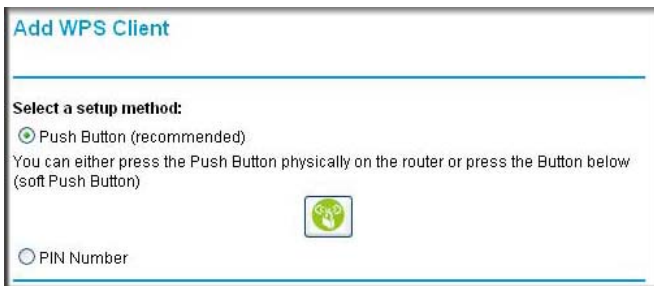 Add WPS Client
Select a setup method:
Push Button (recommended)
You can either press the Push Button physically on the router or press the Button below
(soft Push Button)
PIN Number